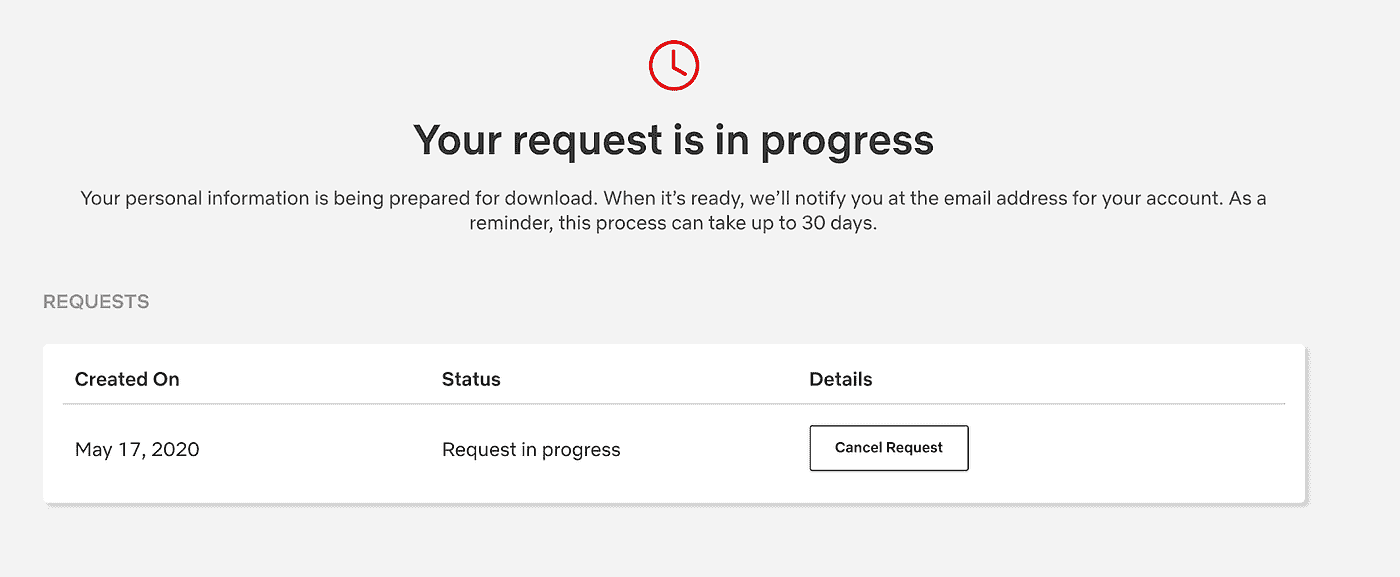 Your request is in progress
Your personal information is being prepared for download. When it’s ready, we’ll notify you at the email address for your account. As a
reminder, this process can take up to 30 days.
REQUESTS
Created On Status Details
May 17, 2020 Request in progress Cancel Request